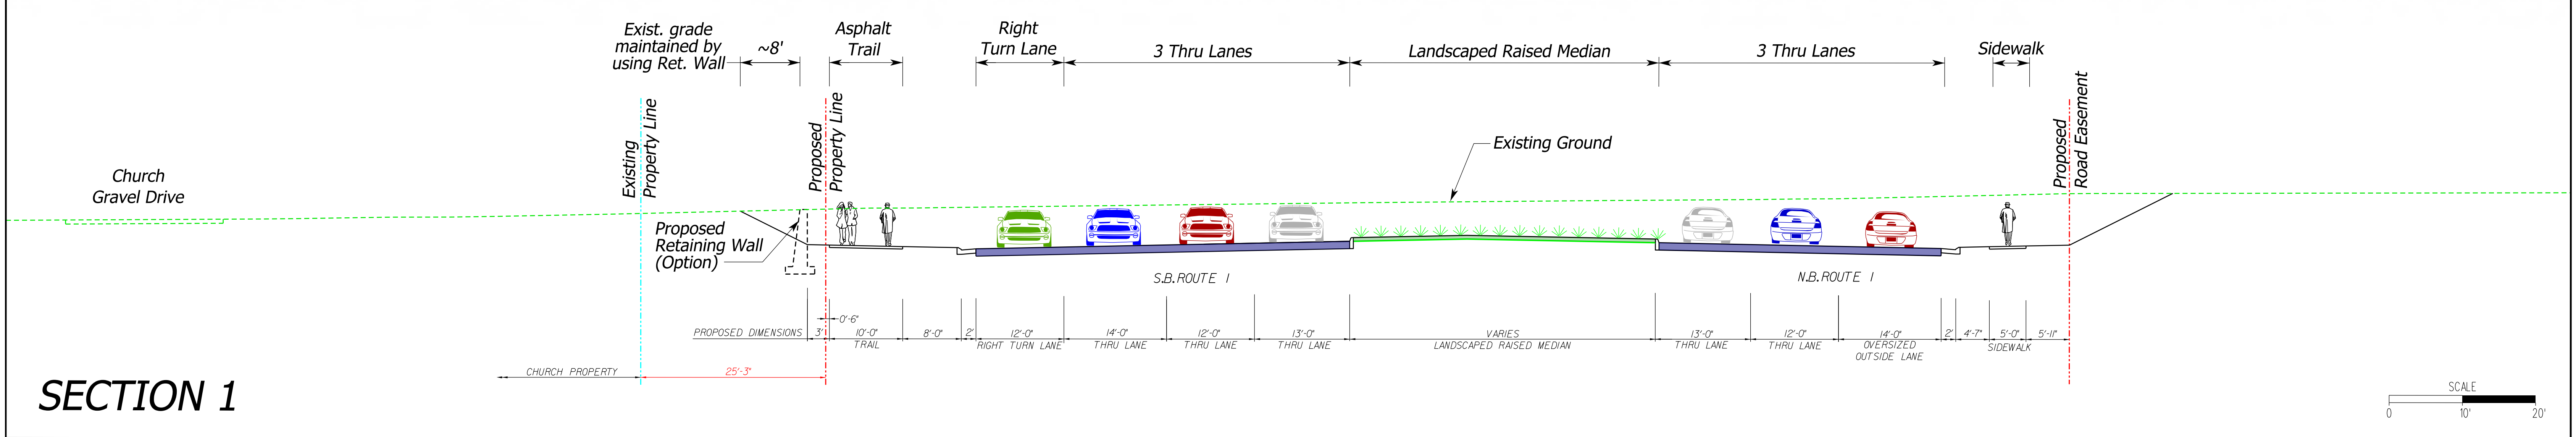 Exist. grade
maintained by
using Ret. Wall
~8'
Asphalt
Trail
Right
Turn Lane
3 Thru Lanes
Landscaped Raised Median
3 Thru Lanes
Sidewalk
Existing
Property Line
Proposed
Property Line
Existing Ground
Proposed
Road Easement
Church
Gravel Drive
Proposed
Retaining Wall
(Option)
S.B. ROUTE 1
N.B. ROUTE 1
0'-6"
PROPOSED DIMENSIONS 3' 10'-0" 8'-0" 2' 12'-0" 14'-0" 12'-0" 13'-0" VARIES 13'-0" 12'-0" 14'-0" 2' 4'-7" 5'-0" 5'-11"
TRAIL RIGHT TURN LANE THRU LANE THRU LANE THRU LANE LANDSCAPED RAISED MEDIAN THRU LANE THRU LANE OVERSIZED SIDEWALK
OUTSIDE LANE
CHURCH PROPERTY 25'-3"
SECTION 1
SCALE
0 10' 20'